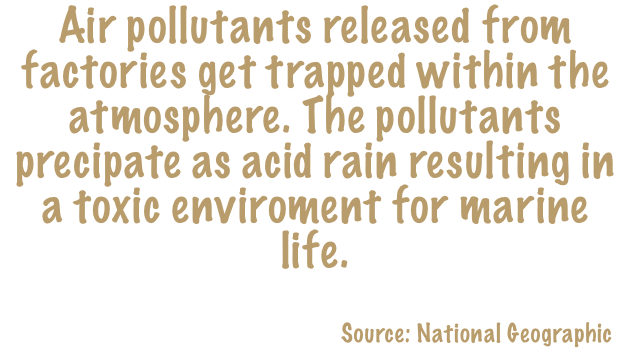 Air pollutants released from
factories get trapped within the
atmosphere. The pollutants
precipate as acid rain resulting in
a toxic enviroment for marine
life.
Source: National Geographic